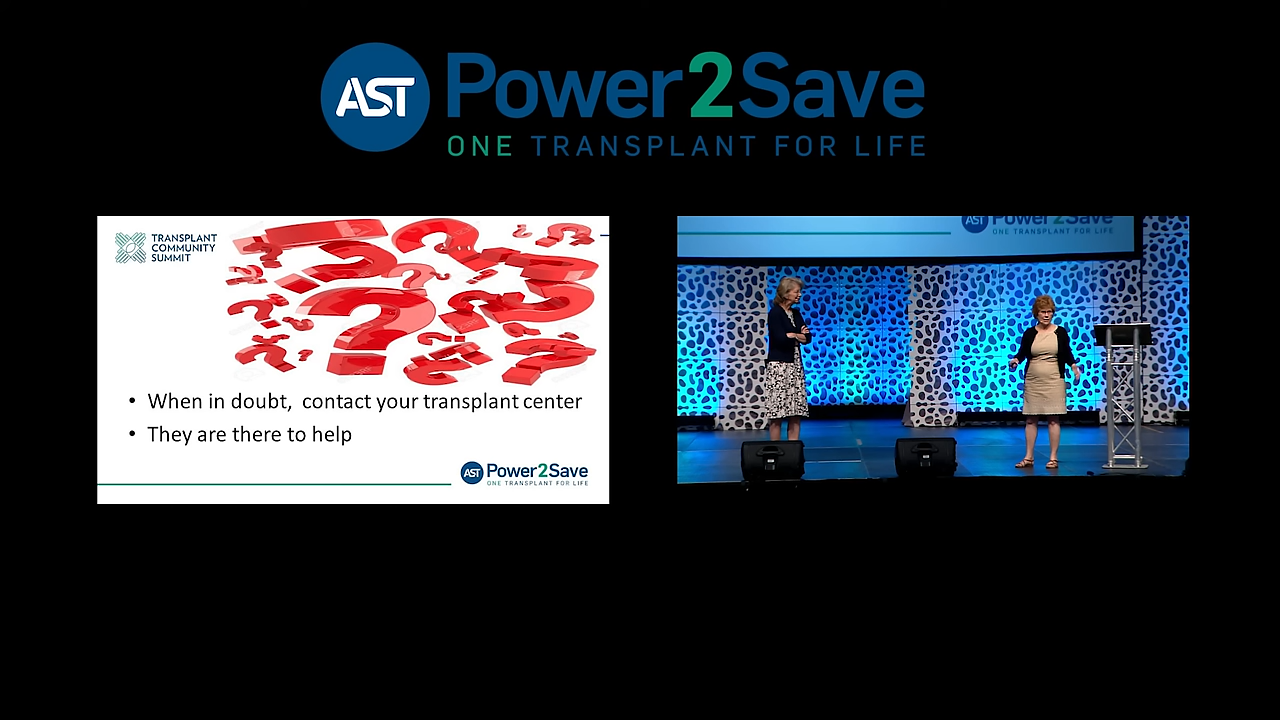 AST Power2Save
ONE TRANSPLANT FOR LIFE
TRANSPLANT
COMMUNITY
SUMMIT
• When in doubt,  contact your transplant center
• They are there to help
AST Power2Save
ONE TRANSPLANT FOR LIFE
AST Power2Save
ONE TRANSPLANT FOR LIFE